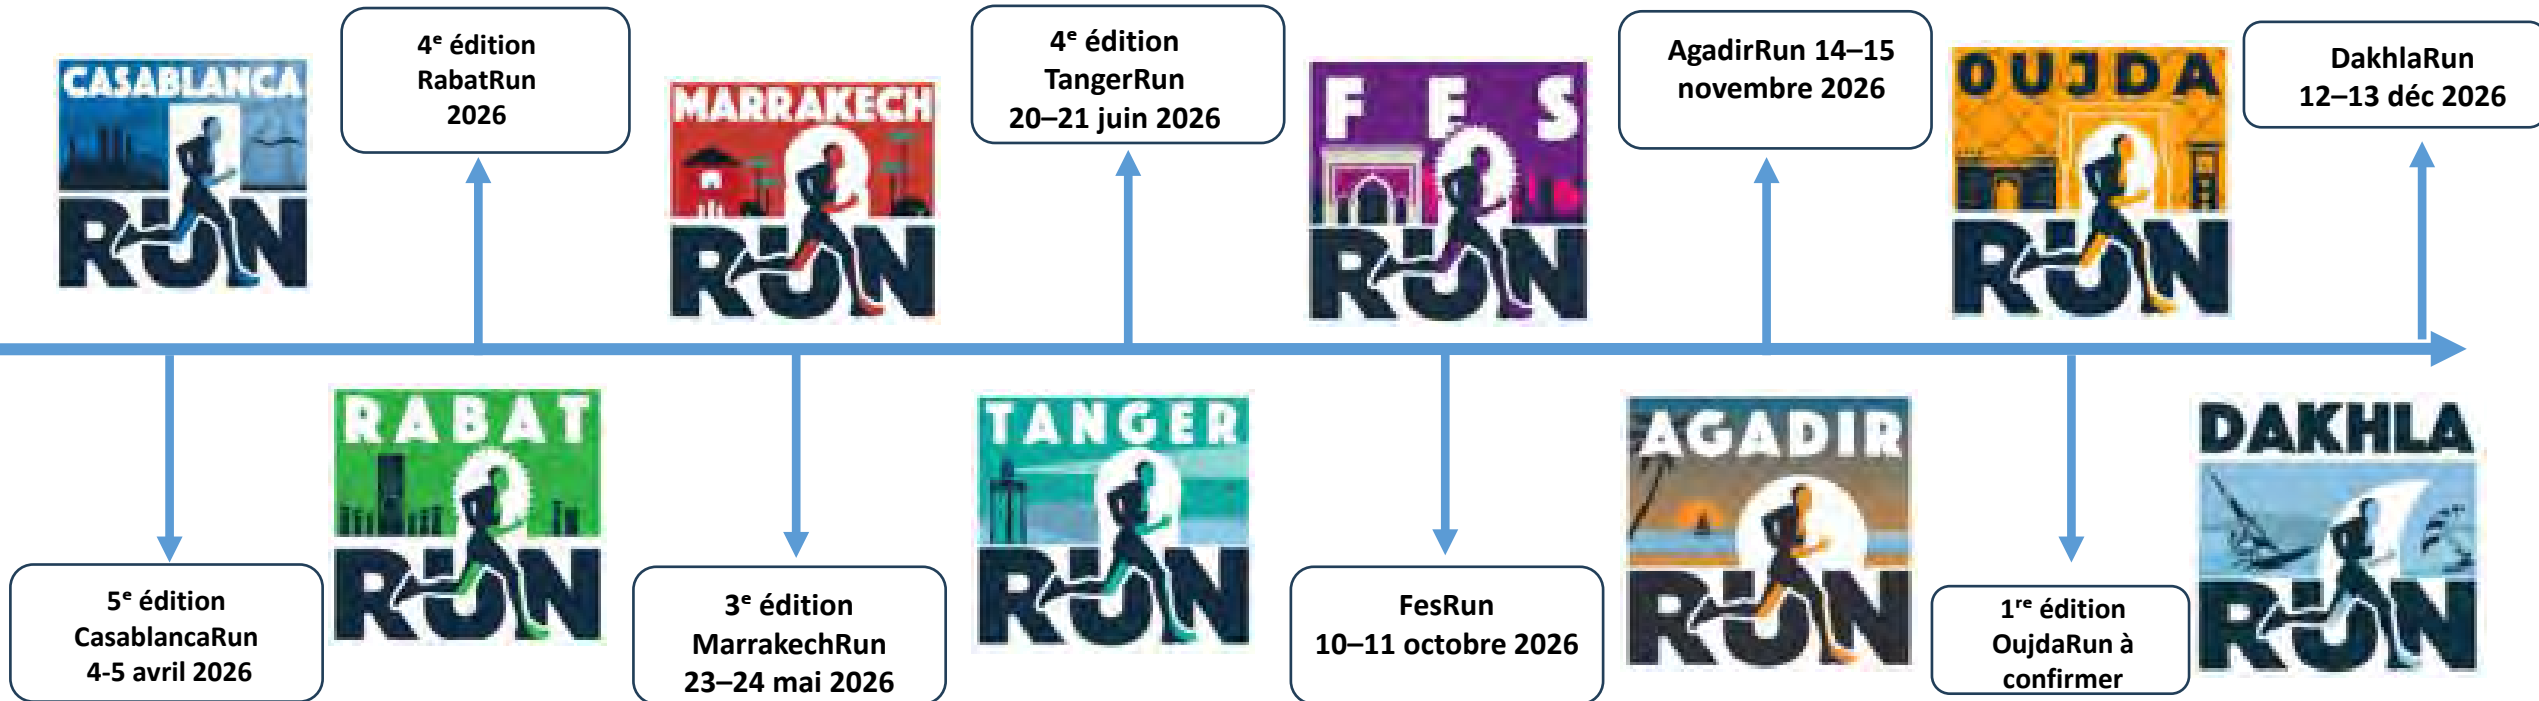 CASABLANCA
RUN
4ᵉ édition
RabatRun
2026
MARRAKECH
RUN
4ᵉ édition
TangerRun
20–21 juin 2026
F E S
RUN
AgadirRun 14–15
novembre 2026
OUJDA
RUN
DakhlaRun
12–13 déc 2026
5ᵉ édition
CasablancaRun
4-5 avril 2026
RABAT
RUN
3ᵉ édition
MarrakechRun
23–24 mai 2026
TANGER
RUN
FesRun
10–11 octobre 2026
AGADIR
RUN
1ʳᵉ édition
OujdaRun à
confirmer
DAKHLA
RUN